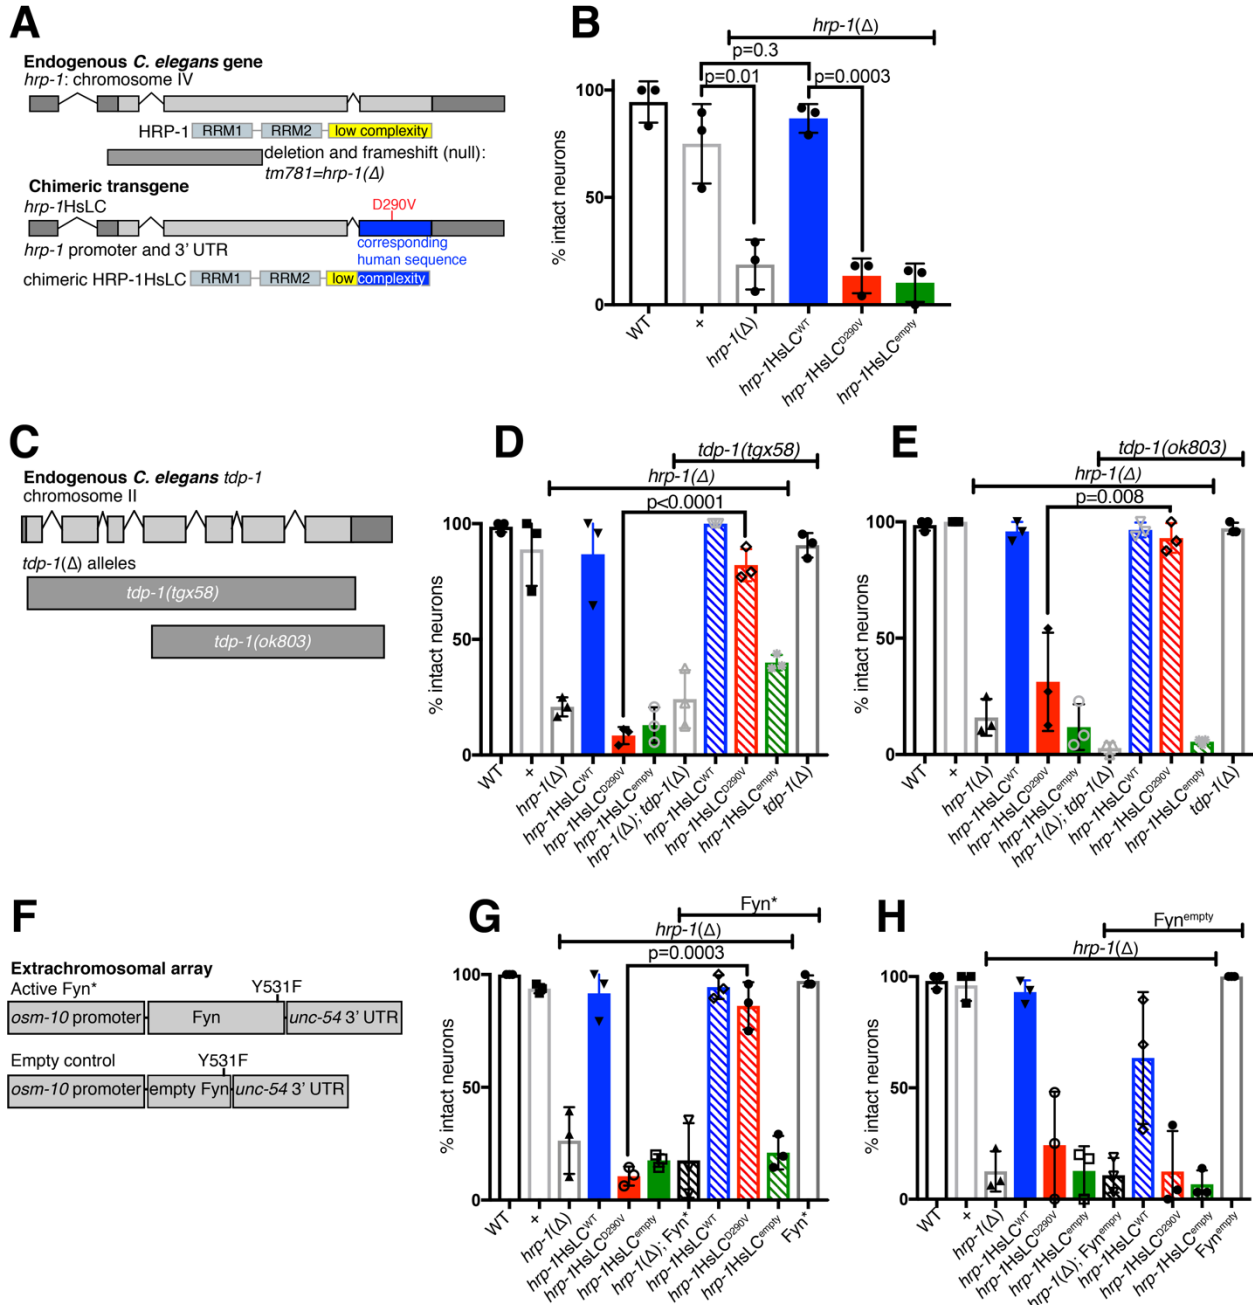 A
Endogenous C. elegans gene
hrp-1: chromosome IV
HRP-1 RRM1 RRM2 low complexity
deletion and frameshift (null):
tm781=hrp-1(Δ)
Chimeric transgene
hrp-1HsLC
D290V
hrp-1 promoter and 3' UTR
corresponding
human sequence
chimeric HRP-1HsLC RRM1 RRM2 low complexity
B
hrp-1(Δ)
p=0.3
p=0.01
p=0.0003
% intact neurons
100
50
0
WT
+
hrp-1(Δ)
hrp-1HsLCWT
hrp-1HsLCD290V
hrp-1HsLCempty
C
Endogenous C. elegans tdp-1
chromosome II
tdp-1(Δ) alleles
tdp-1(tgx58)
tdp-1(ok803)
D
tdp-1(tgx58)
hrp-1(Δ)
p<0.0001
% intact neurons
100
50
0
WT
+
hrp-1(Δ)
hrp-1HsLCWT
hrp-1HsLCD290V
hrp-1HsLCempty
hrp-1(Δ); tdp-1(Δ)
hrp-1HsLCWT
hrp-1HsLCD290V
hrp-1HsLCempty
tdp-1(Δ)
E
tdp-1(ok803)
hrp-1(Δ)
p=0.008
% intact neurons
100
50
0
WT
+
hrp-1(Δ)
hrp-1HsLCWT
hrp-1HsLCD290V
hrp-1HsLCempty
hrp-1(Δ); tdp-1(Δ)
hrp-1HsLCWT
hrp-1HsLCD290V
hrp-1HsLCempty
tdp-1(Δ)
F
Extrachromosomal array
Active Fyn*
Y531F
osm-10 promoter Fyn unc-54 3' UTR
Empty control
Y531F
osm-10 promoter empty Fyn unc-54 3' UTR
G
Fyn*
hrp-1(Δ)
p=0.0003
% intact neurons
100
50
0
WT
+
hrp-1(Δ)
hrp-1HsLCWT
hrp-1HsLCD290V
hrp-1HsLCempty
hrp-1(Δ); Fyn*
hrp-1HsLCWT
hrp-1HsLCD290V
hrp-1HsLCempty
Fyn*
H
Fynempty
hrp-1(Δ)
% intact neurons
100
50
0
WT
+
hrp-1(Δ)
hrp-1HsLCWT
hrp-1HsLCD290V
hrp-1HsLCempty
hrp-1(Δ); Fynempty
hrp-1HsLCWT
hrp-1HsLCD290V
hrp-1HsLCempty
Fynempty